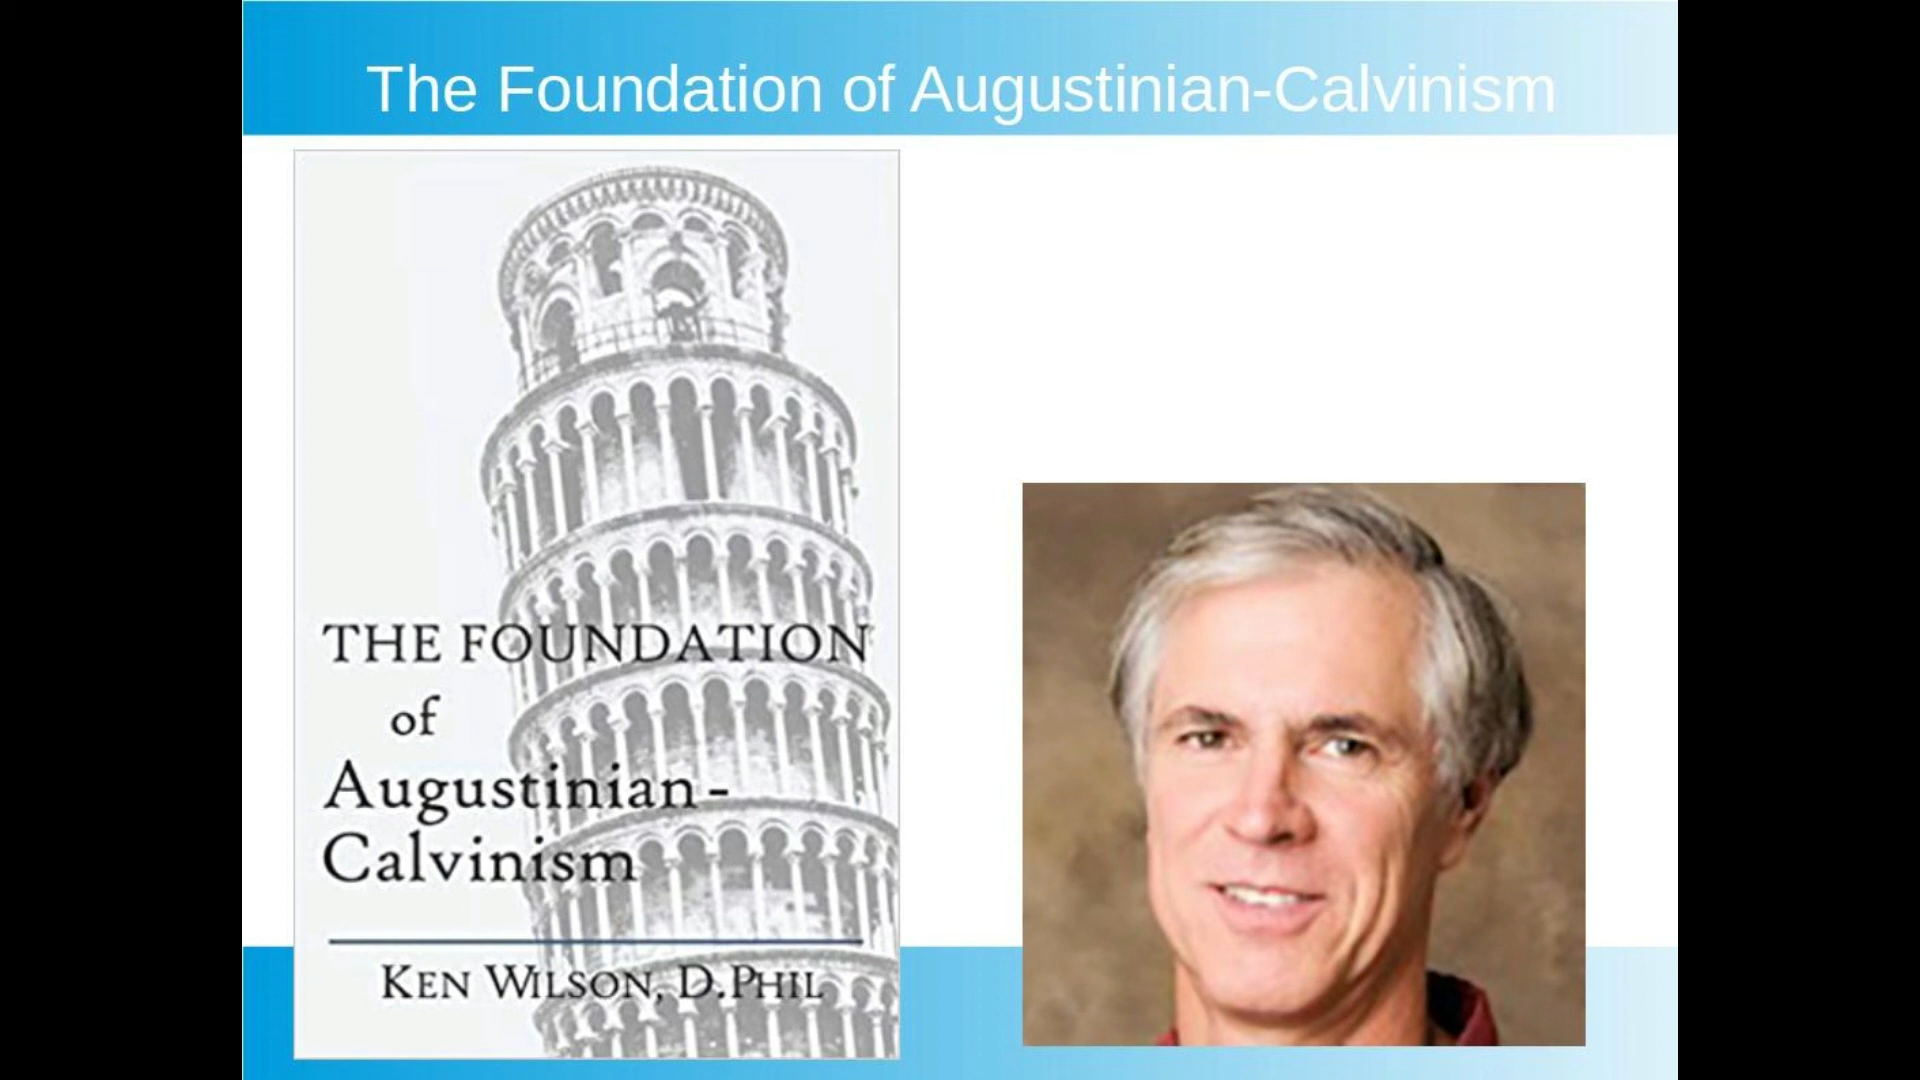 The Foundation of Augustinian-Calvinism
THE FOUNDATION
of
Augustinian-
Calvinism
KEN WILSON, D.PHIL